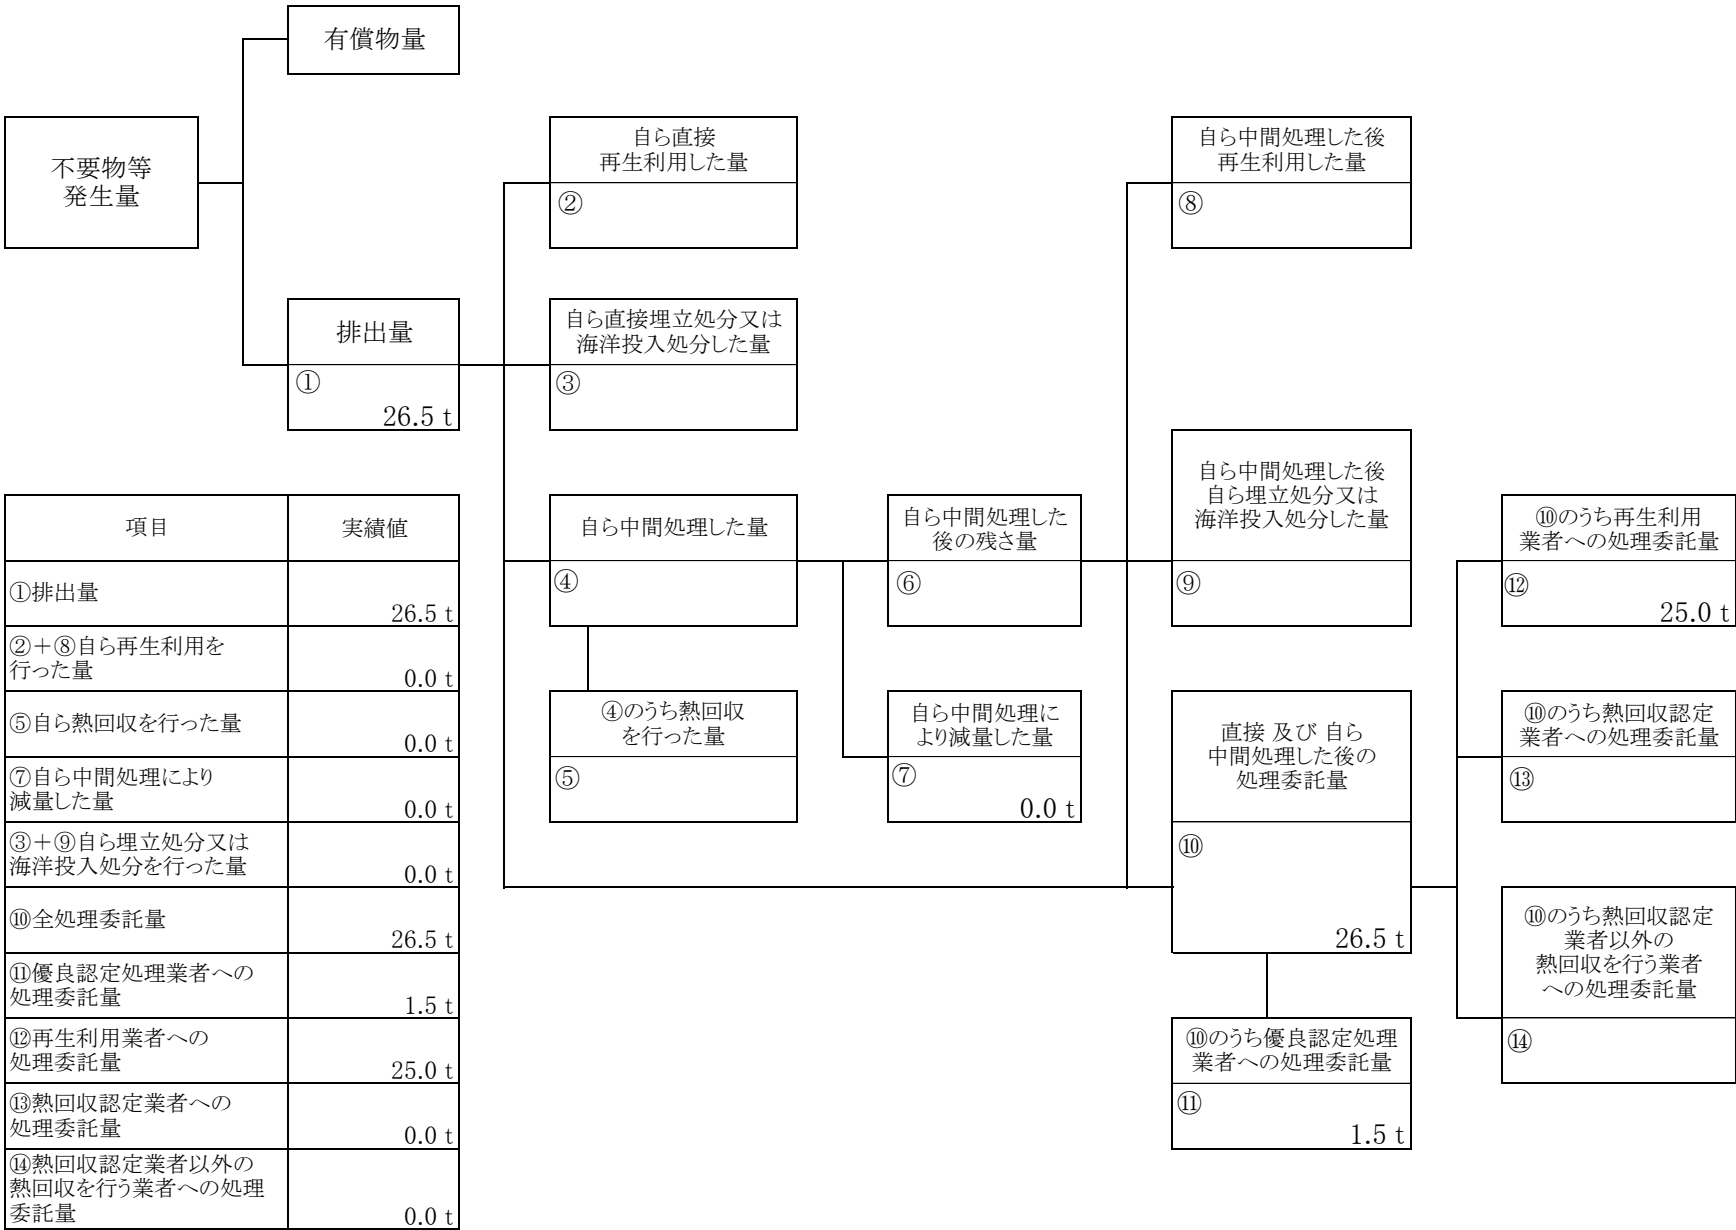 有償物量
不要物等
発生量
自ら直接
再生利用した量
②
自ら中間処理した後
再生利用した量
⑧
排出量
①
26.5 t
自ら直接埋立処分又は
海洋投入処分した量
③
自ら中間処理した量
④
自ら中間処理した
後の残さ量
⑥
自ら中間処理した後
自ら埋立処分又は
海洋投入処分した量
⑨
⑩のうち再生利用
業者への処理委託量
⑫
25.0 t
④のうち熱回収
を行った量
⑤
自ら中間処理に
より減量した量
⑦
0.0 t
直接 及び 自ら
中間処理した後の
処理委託量
⑩
26.5 t
⑩のうち熱回収認定
業者への処理委託量
⑬
⑩のうち熱回収認定
業者以外の
熱回収を行う業者
への処理委託量
⑭
⑩のうち優良認定処理
業者への処理委託量
⑪
1.5 t
項目 実績値
①排出量
26.5 t
②＋⑧自ら再生利用を
行った量
0.0 t
⑤自ら熱回収を行った量
0.0 t
⑦自ら中間処理により
減量した量
0.0 t
③＋⑨自ら埋立処分又は
海洋投入処分を行った量
0.0 t
⑩全処理委託量
26.5 t
⑪優良認定処理業者への
処理委託量
1.5 t
⑫再生利用業者への
処理委託量
25.0 t
⑬熱回収認定業者への
処理委託量
0.0 t
⑭熱回収認定業者以外の
熱回収を行う業者への処理
委託量
0.0 t